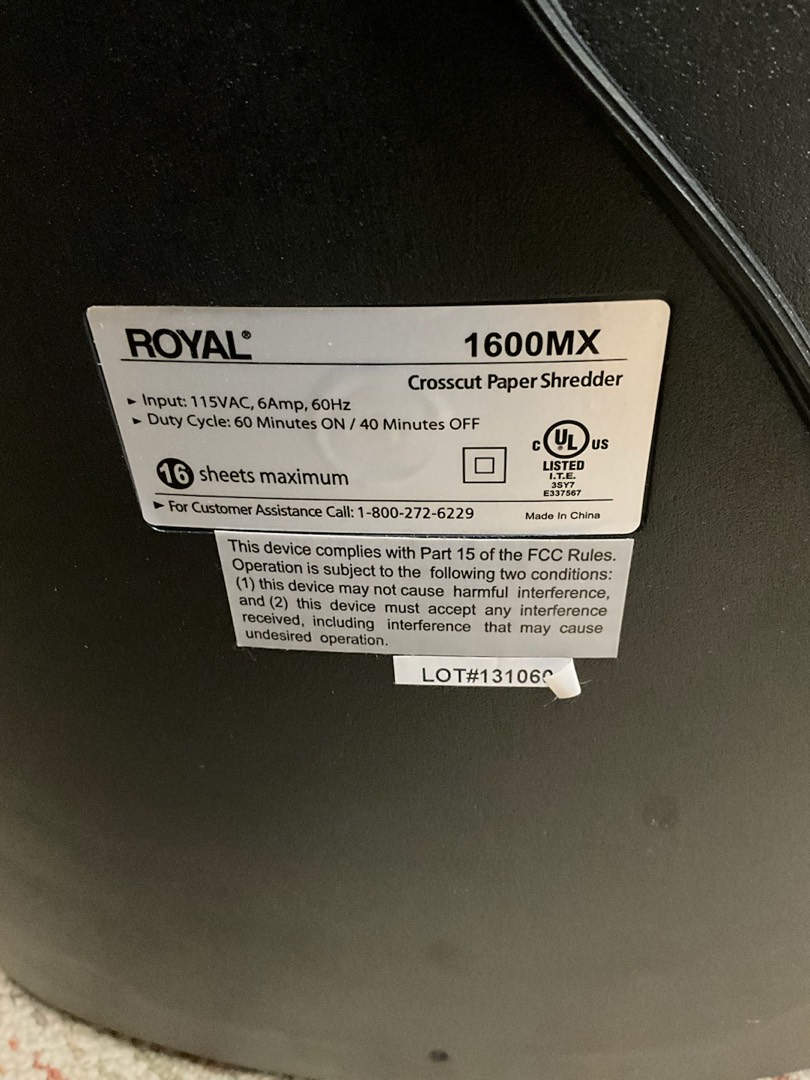 ROYAL® 1600MX
Crosscut Paper Shredder
► Input: 115VAC, 6Amp, 60Hz
► Duty Cycle: 60 Minutes ON / 40 Minutes OFF
16 sheets maximum
C UL US
LISTED
I.T.E.
3SY7
E337567
► For Customer Assistance Call: 1-800-272-6229
Made In China
This device complies with Part 15 of the FCC Rules.
Operation is subject to the following two conditions:
(1) this device may not cause harmful interference,
and (2) this device must accept any interference
received, including interference that may cause
undesired operation.
LOT#13106